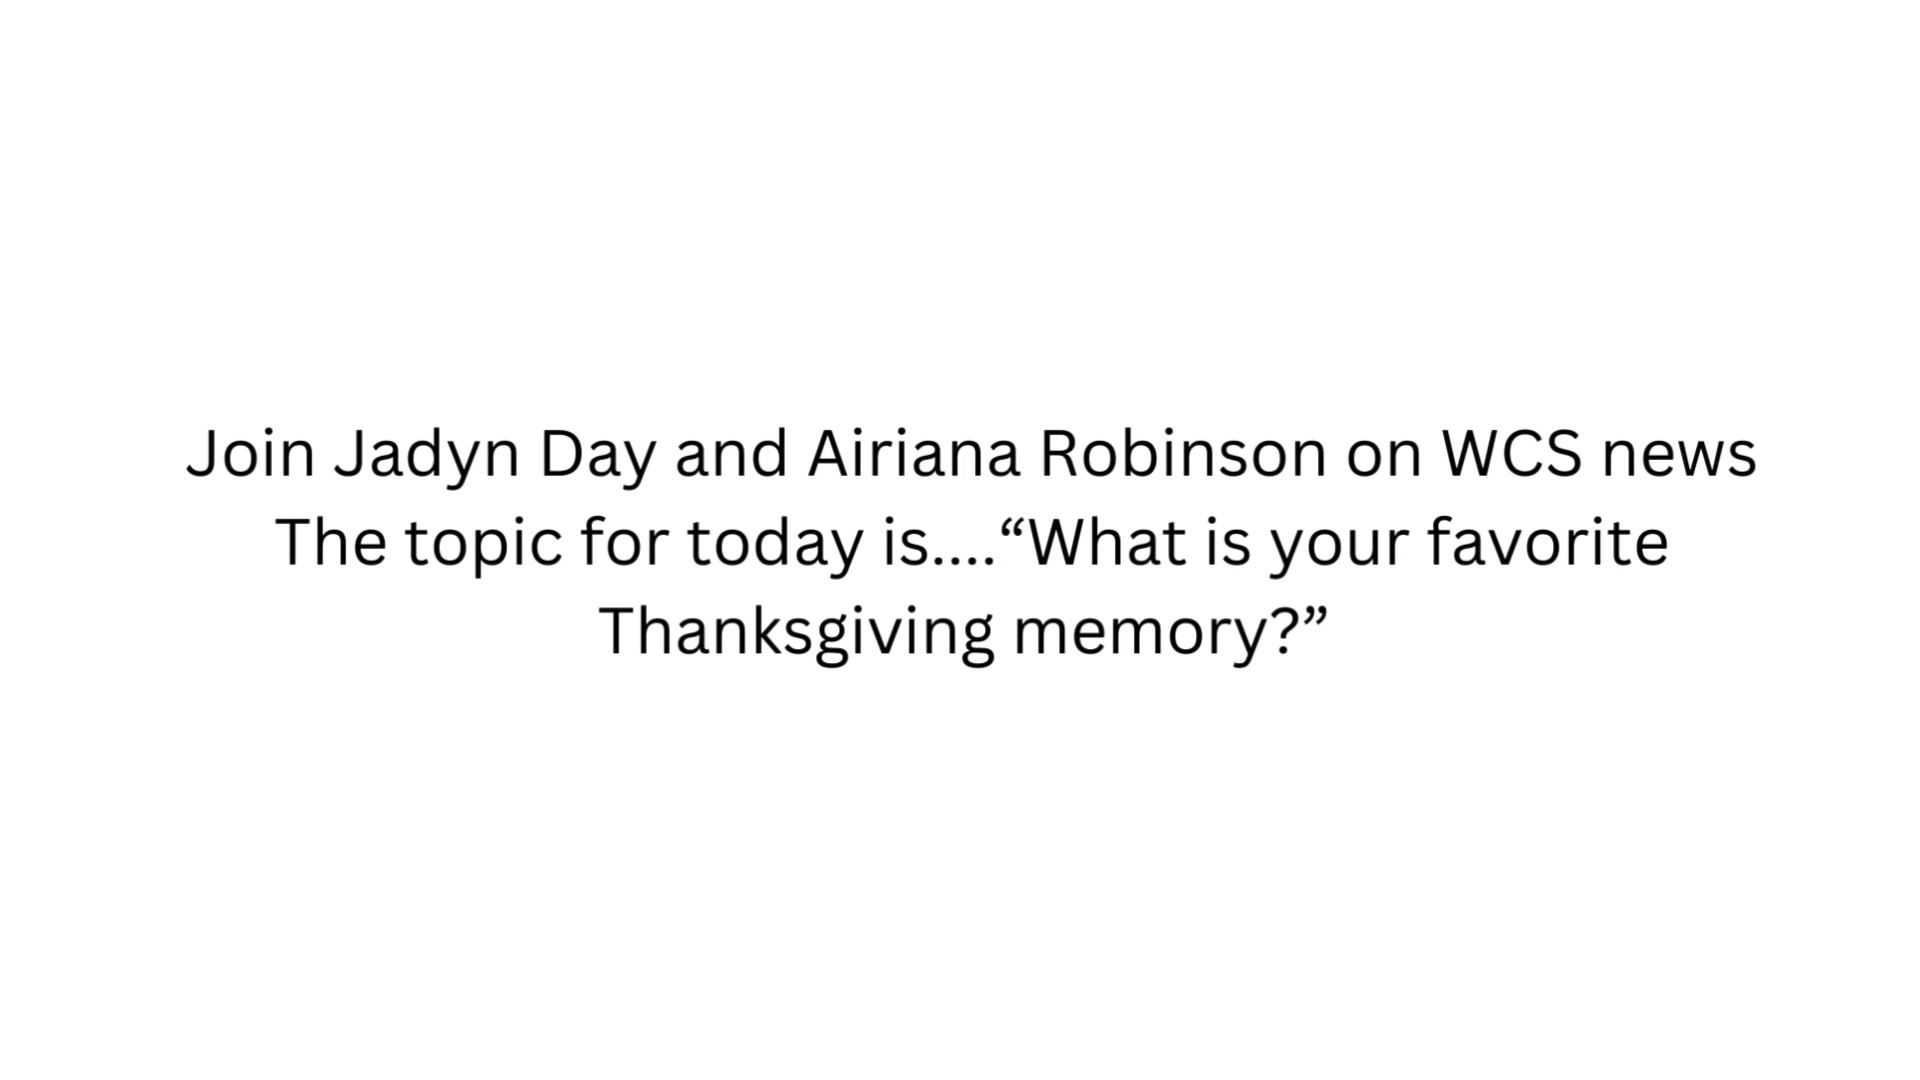 Join Jadyn Day and Airiana Robinson on WCS news
The topic for today is....“What is your favorite
Thanksgiving memory?”